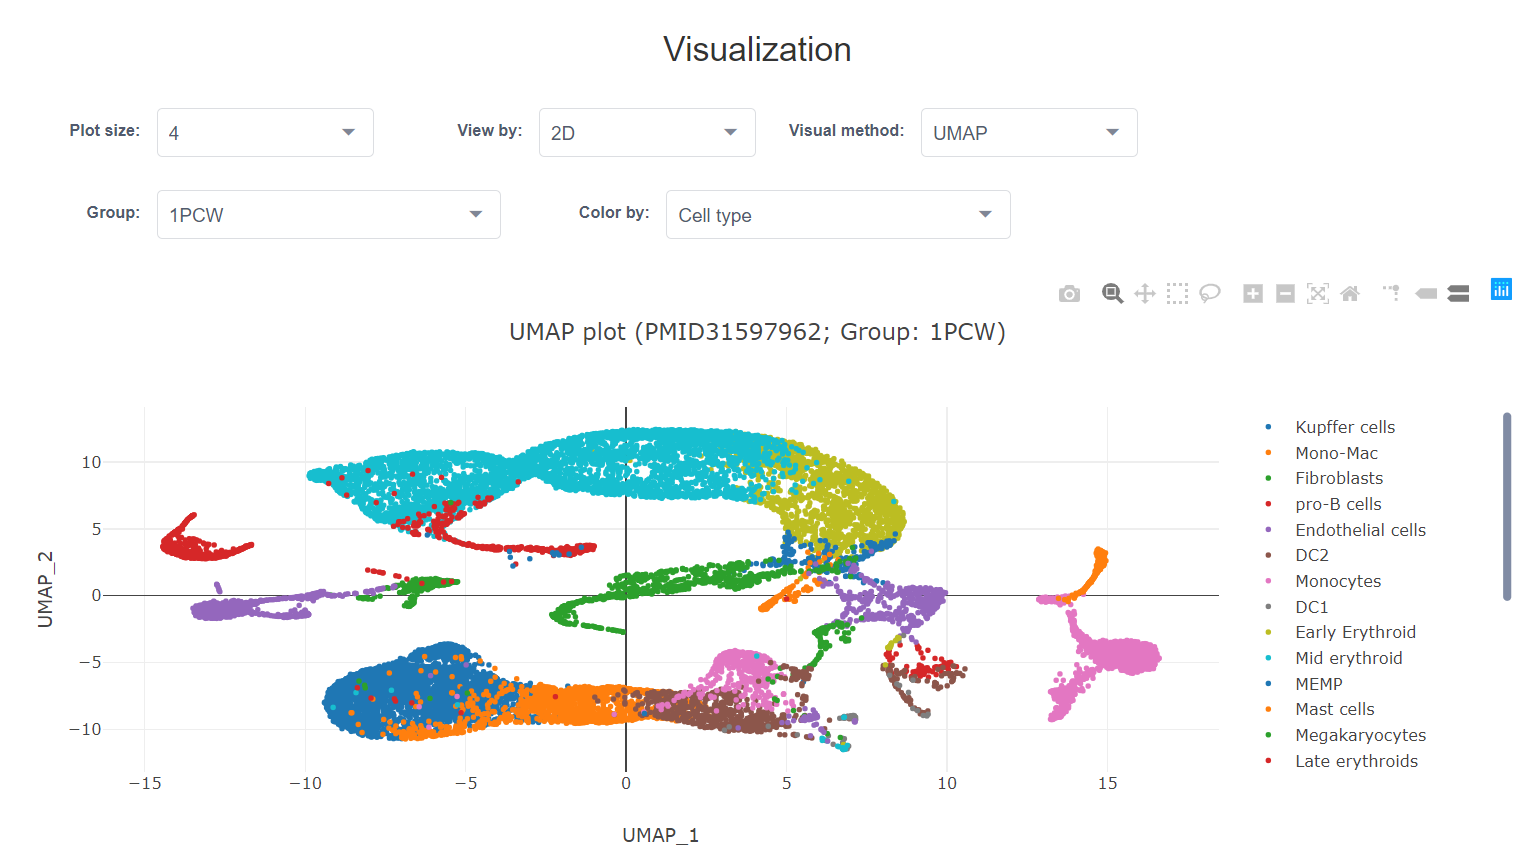 Visualization
Plot size: 4 View by: 2D Visual method: UMAP
Group: 1PCW Color by: Cell type
UMAP plot (PMID31597962; Group: 1PCW)
10
5
0
−5
−10
UMAP_2
−15 −10 −5 0 5 10 15
UMAP_1
Kupffer cells
Mono-Mac
Fibroblasts
pro-B cells
Endothelial cells
DC2
Monocytes
DC1
Early Erythroid
Mid erythroid
MEMP
Mast cells
Megakaryocytes
Late erythroids